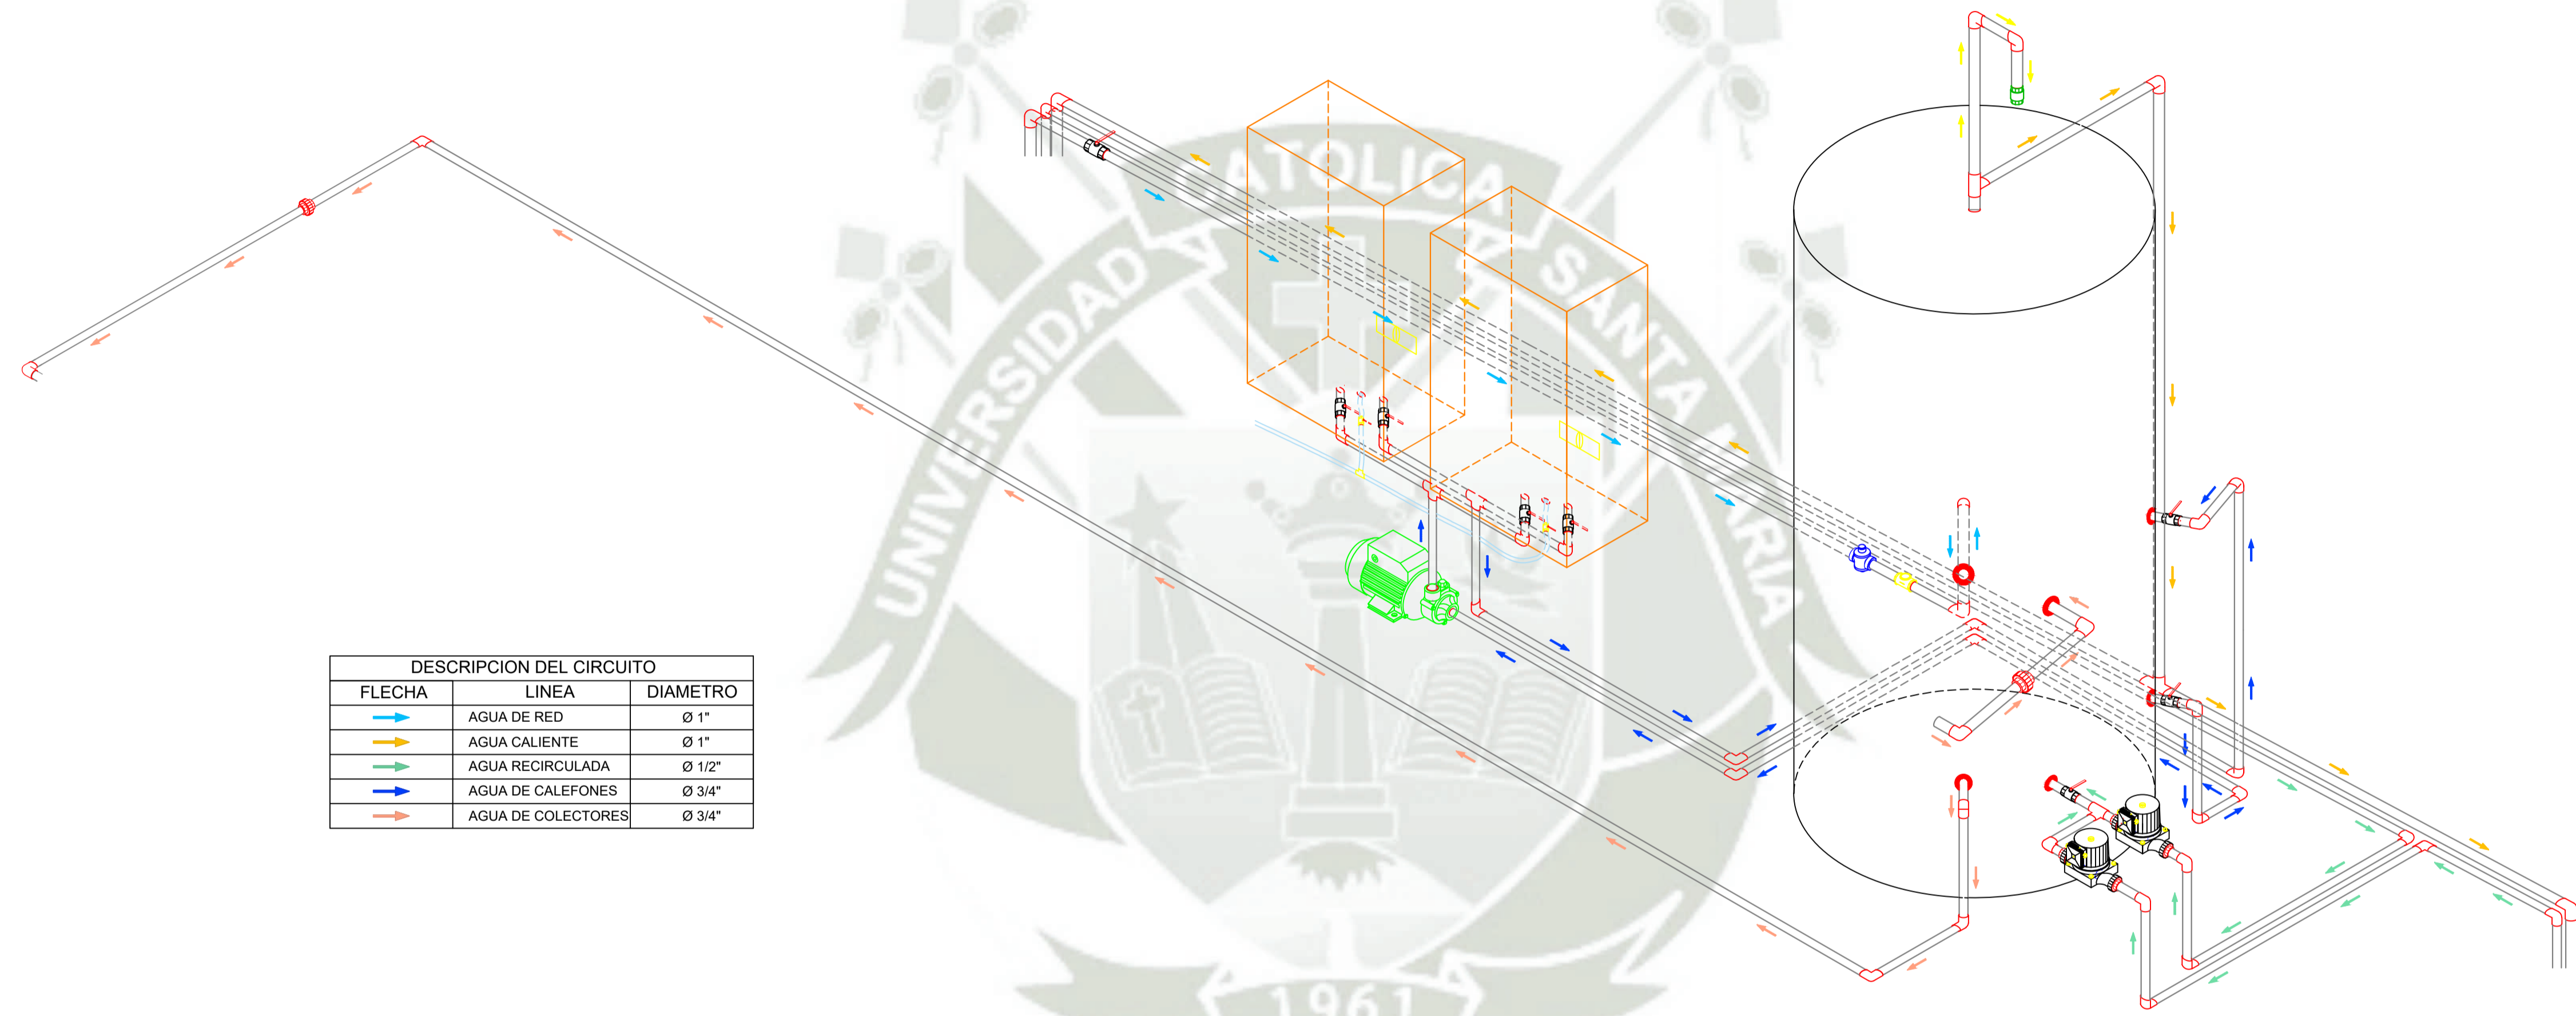 UNIVERSIDAD CATOLICA SANTA MARIA
1961
DESCRIPCION DEL CIRCUITO
FLECHA LINEA DIAMETRO
AGUA DE RED Ø 1"
AGUA CALIENTE Ø 1"
AGUA RECIRCULADA Ø 1/2"
AGUA DE CALEFONES Ø 3/4"
AGUA DE COLECTORES Ø 3/4"